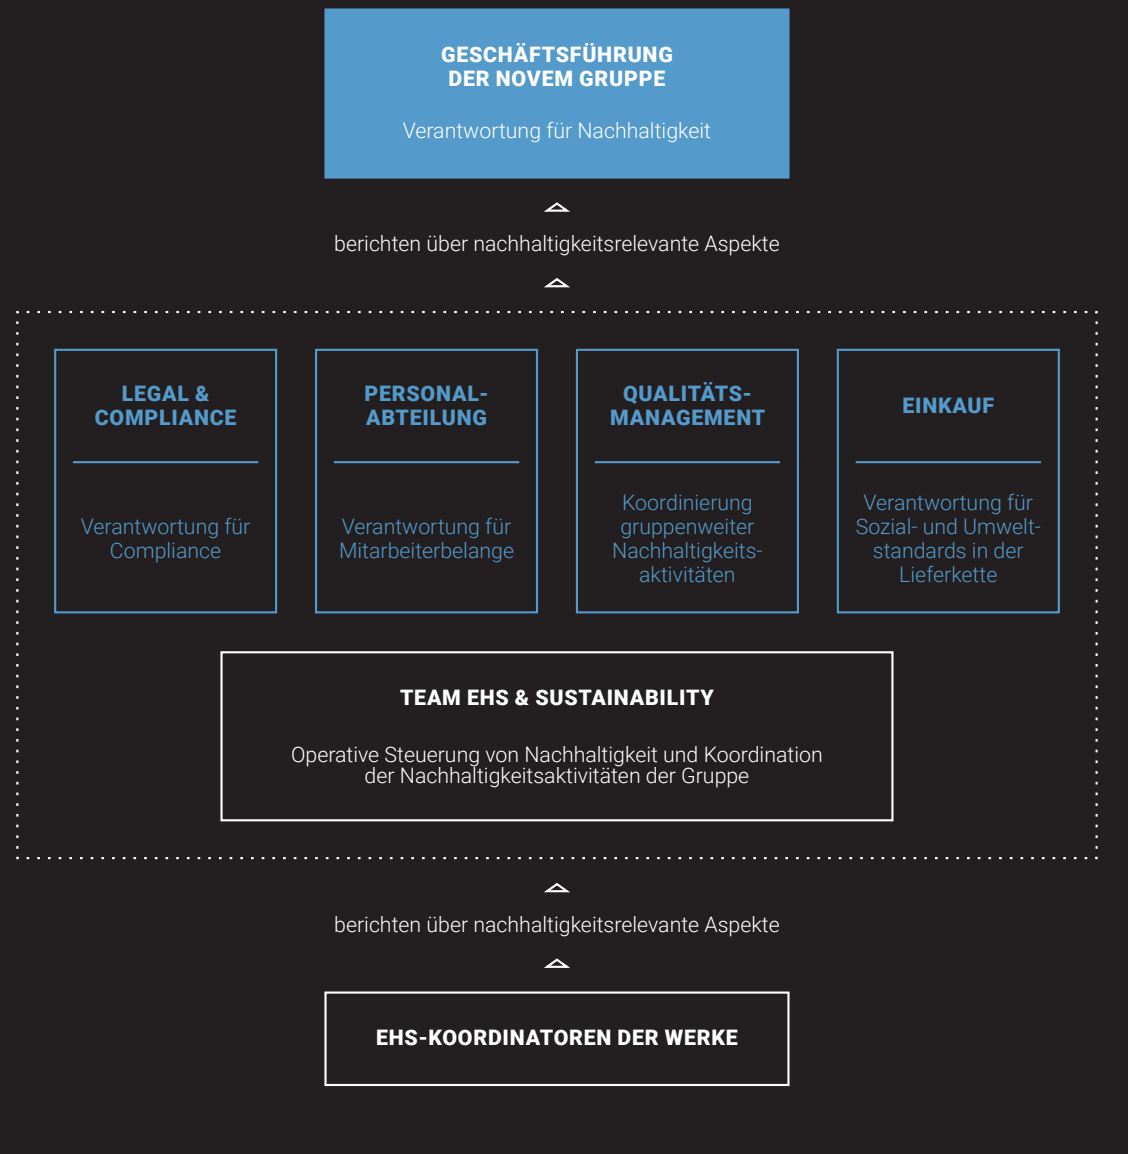 GESCHÄFTSFÜHRUNG
DER NOVEM GRUPPE
Verantwortung für Nachhaltigkeit
berichten über nachhaltigkeitsrelevante Aspekte
LEGAL &
COMPLIANCE
Verantwortung für
Compliance
PERSONAL-
ABTEILUNG
Verantwortung für
Mitarbeiterbelange
QUALITÄTS-
MANAGEMENT
Koordinierung
gruppenweiter
Nachhaltigkeits-
aktivitäten
EINKAUF
Verantwortung für
Sozial- und Umwelt-
standards in der
Lieferkette
TEAM EHS & SUSTAINABILITY
Operative Steuerung von Nachhaltigkeit und Koordination
der Nachhaltigkeitsaktivitäten der Gruppe
berichten über nachhaltigkeitsrelevante Aspekte
EHS-KOORDINATOREN DER WERKE